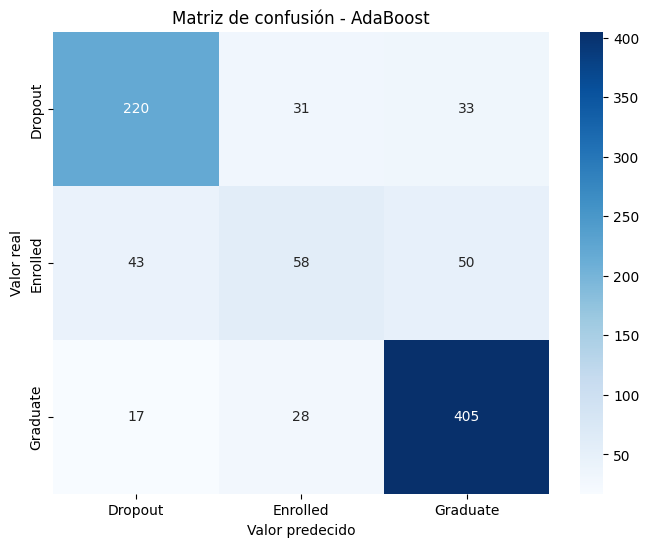 Matriz de confusión - AdaBoost
Valor real
Dropout
220 31 33
Enrolled
43 58 50
Graduate
17 28 405
Dropout Enrolled Graduate
Valor predecido
400
350
300
250
200
150
100
50